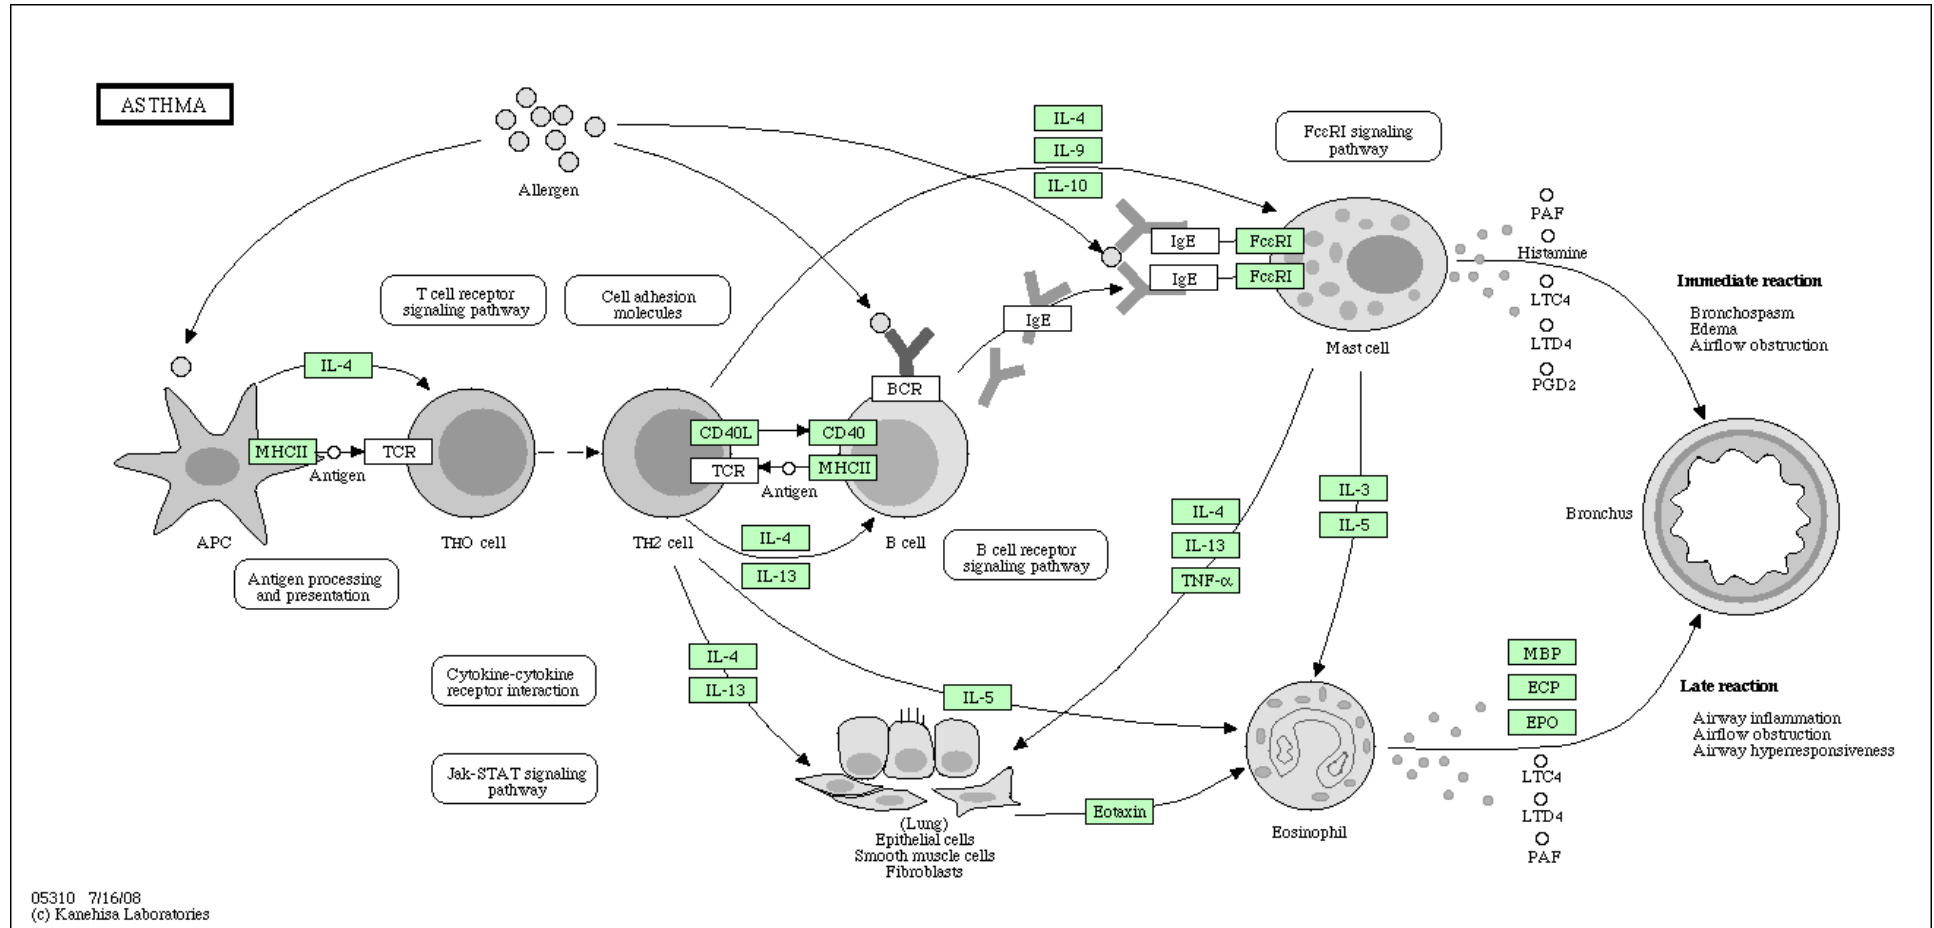 ASTHMA
Allergen
IL-4
IL-9
IL-10
FcεRI signaling
pathway
PAF
Histamine
LTC4
LTD4
PGD2
IgE
FcεRI
IgE
FcεRI
IgE
Mast cell
Immediate reaction
Bronchospasm
Edema
Airflow obstruction
T cell receptor
signaling pathway
Cell adhesion
molecules
IL-4
BCR
MHCII
Antigen
TCR
CD40L
CD40
TCR
Antigen
MHCII
APC
TH0 cell
TH2 cell
B cell
IL-4
IL-13
B cell receptor
signaling pathway
Antigen processing
and presentation
IL-4
IL-13
TNF-α
IL-3
IL-5
Bronchus
Cytokine-cytokine
receptor interaction
IL-4
IL-13
IL-5
MBP
ECP
EPO
LTC4
LTD4
PAF
Late reaction
Airway inflammation
Airflow obstruction
Airway hyperresponsiveness
Jak-STAT signaling
pathway
(Lung)
Epithelial cells
Smooth muscle cells
Fibroblasts
Eotaxin
Eosinophil
05310 7/16/08
(c) Kanehisa Laboratories